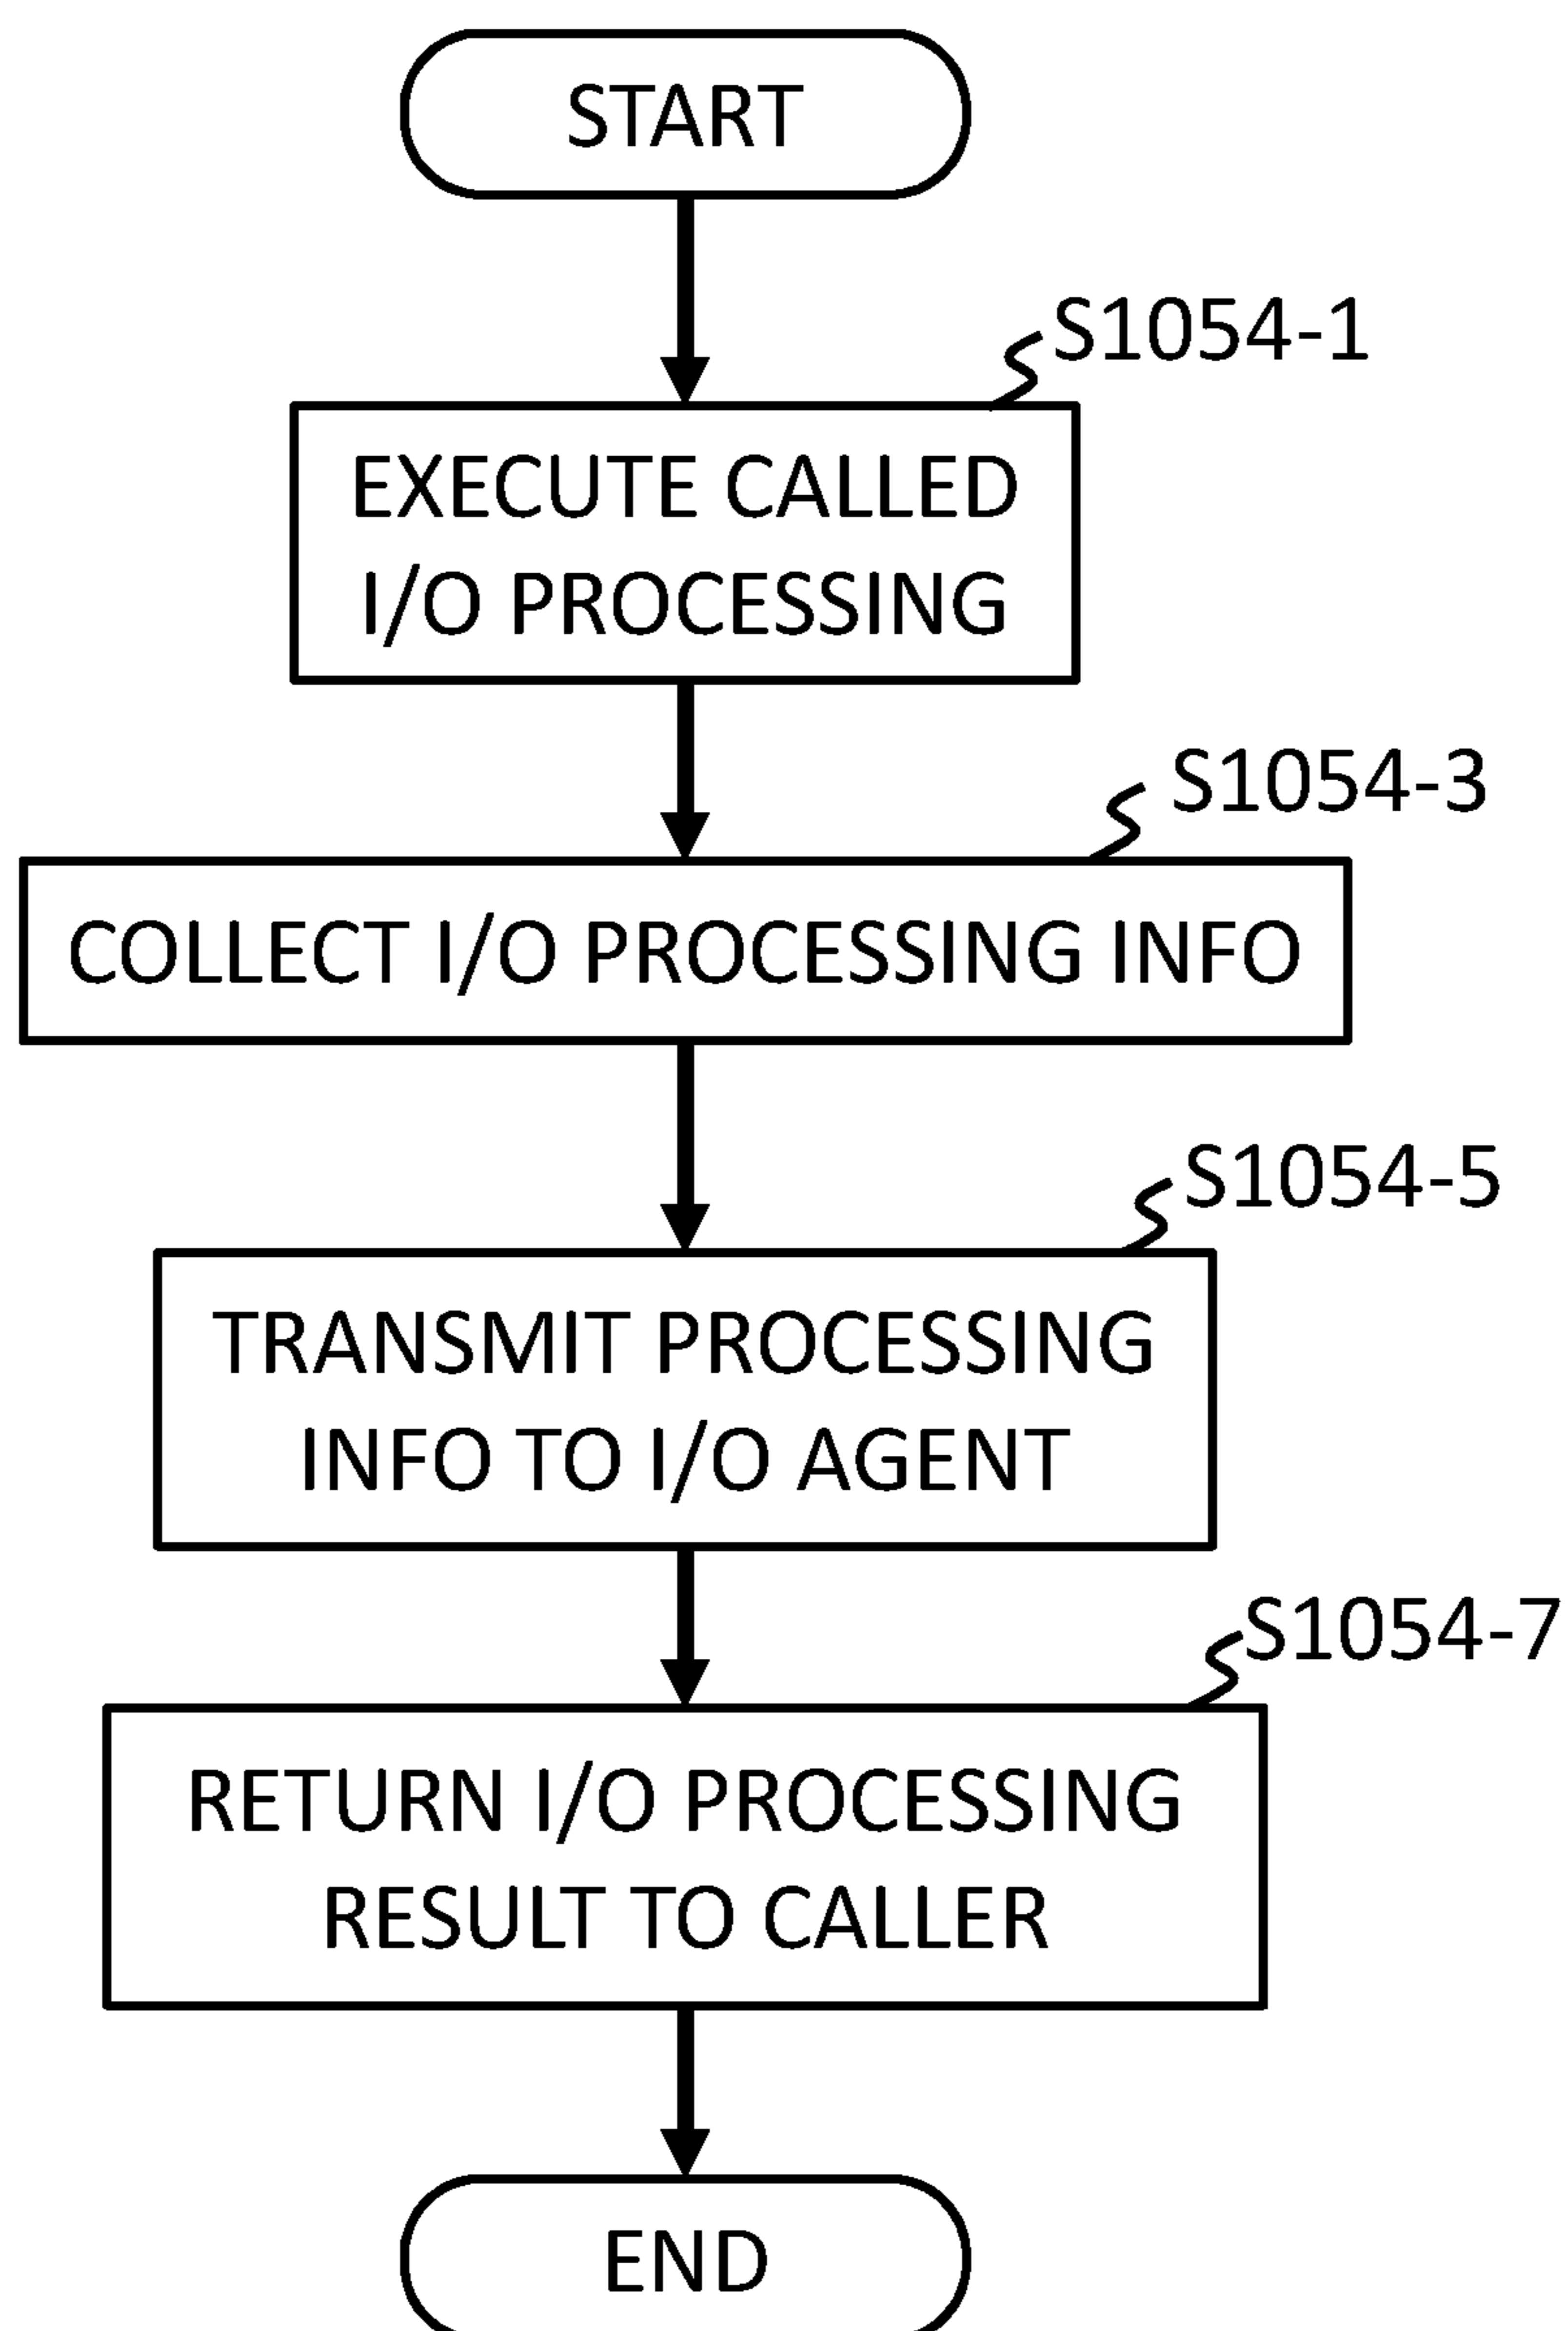 START
S1054-1
EXECUTE CALLED
I/O PROCESSING
S1054-3
COLLECT I/O PROCESSING INFO
S1054-5
TRANSMIT PROCESSING
INFO TO I/O AGENT
S1054-7
RETURN I/O PROCESSING
RESULT TO CALLER
END